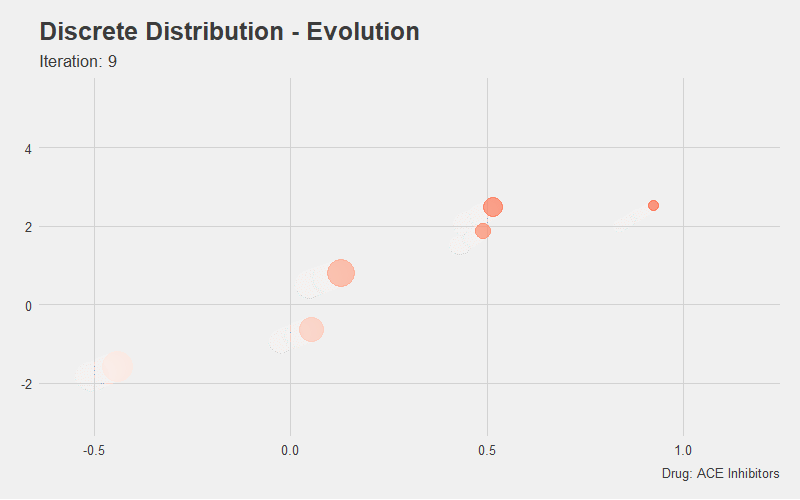 Discrete Distribution - Evolution
Iteration: 9
4
2
0
-2
-0.5 0.0 0.5 1.0
Drug: ACE Inhibitors